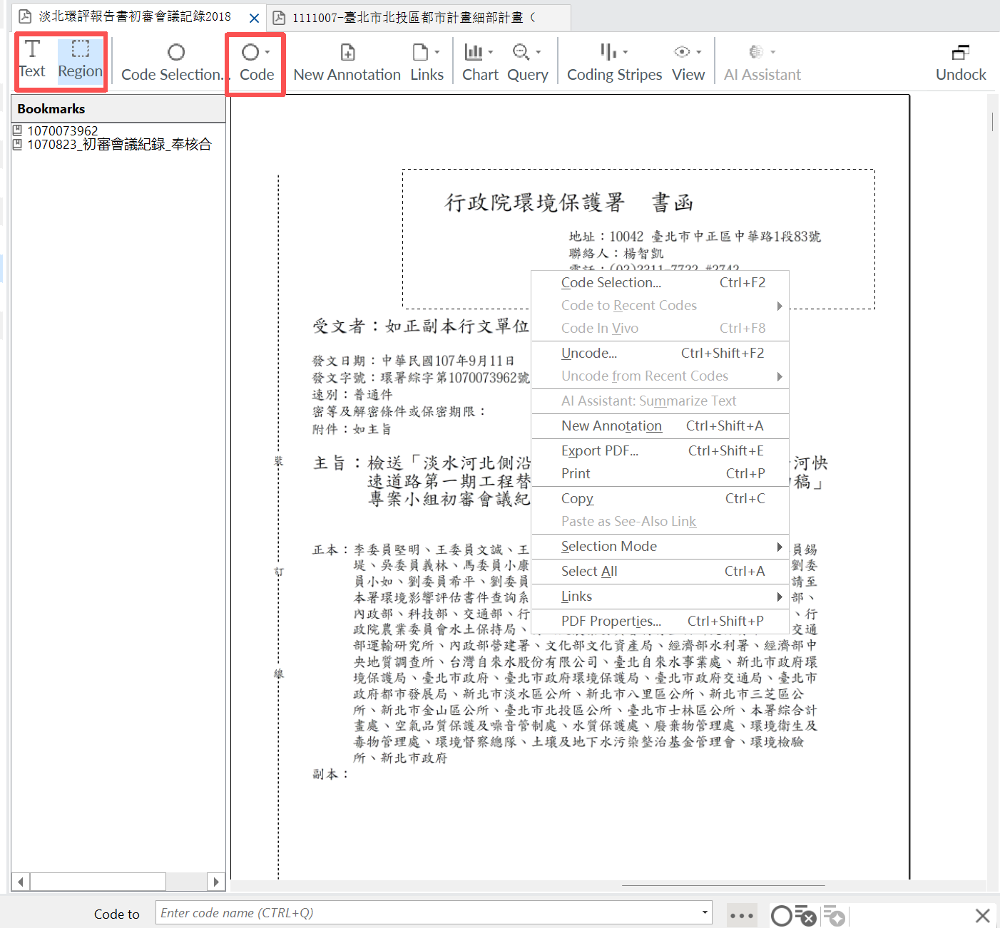 淡北環評報告書初審會議記錄2018
1111007-臺北市北投區都市計畫細部計畫（
Text
Region
Code Selection...
Code
New Annotation
Links
Chart
Query
Coding Stripes
View
AI Assistant
Undock
Bookmarks
1070073962
1070823_初審會議紀錄_奉核合
行政院環境保護署 書函
地址：10042 臺北市中正區中華路1段83號
聯絡人：楊智凱
電話：(02)2311-7722 #2742
受文者：如正副本行文單位
發文日期：中華民國107年9月11日
發文字號：環署綜字第1070073962號
速別：普通件
密等及解密條件或保密期限：
附件：如主旨
裝
主旨：檢送「淡水河北側沿 河快
速道路第一期工程替 稿」
專案小組初審會議紀
訂
正本：李委員堅明、王委員文誠、王 員錫
堤、吳委員義林、馬委員小康 劉委
員小如、劉委員希平、劉委員 請至
本署環境影響評估書件查詢系 部、
內政部、科技部、交通部、行 、行
政院農業委員會水土保持局、 交通
部運輸研究所、內政部營建署、文化部文化資產局、經濟部水利署、經濟部中
央地質調查所、台灣自來水股份有限公司、臺北自來水事業處、新北市政府環
線
境保護局、臺北市政府、臺北市政府環境保護局、臺北市政府交通局、臺北市
政府都市發展局、新北市淡水區公所、新北市八里區公所、新北市三芝區公
所、新北市金山區公所、臺北市北投區公所、臺北市士林區公所、本署綜合計
畫處、空氣品質保護及噪音管制處、水質保護處、廢棄物管理處、環境衛生及
毒物管理處、環境督察總隊、土壤及地下水污染整治基金管理會、環境檢驗
所、新北市政府
副本：
Code Selection... Ctrl+F2
Code to Recent Codes
Code In Vivo Ctrl+F8
Uncode... Ctrl+Shift+F2
Uncode from Recent Codes
AI Assistant: Summarize Text
New Annotation Ctrl+Shift+A
Export PDF... Ctrl+Shift+E
Print Ctrl+P
Copy Ctrl+C
Paste as See-Also Link
Selection Mode
Select All Ctrl+A
Links
PDF Properties... Ctrl+Shift+P
Code to
Enter code name (CTRL+Q)